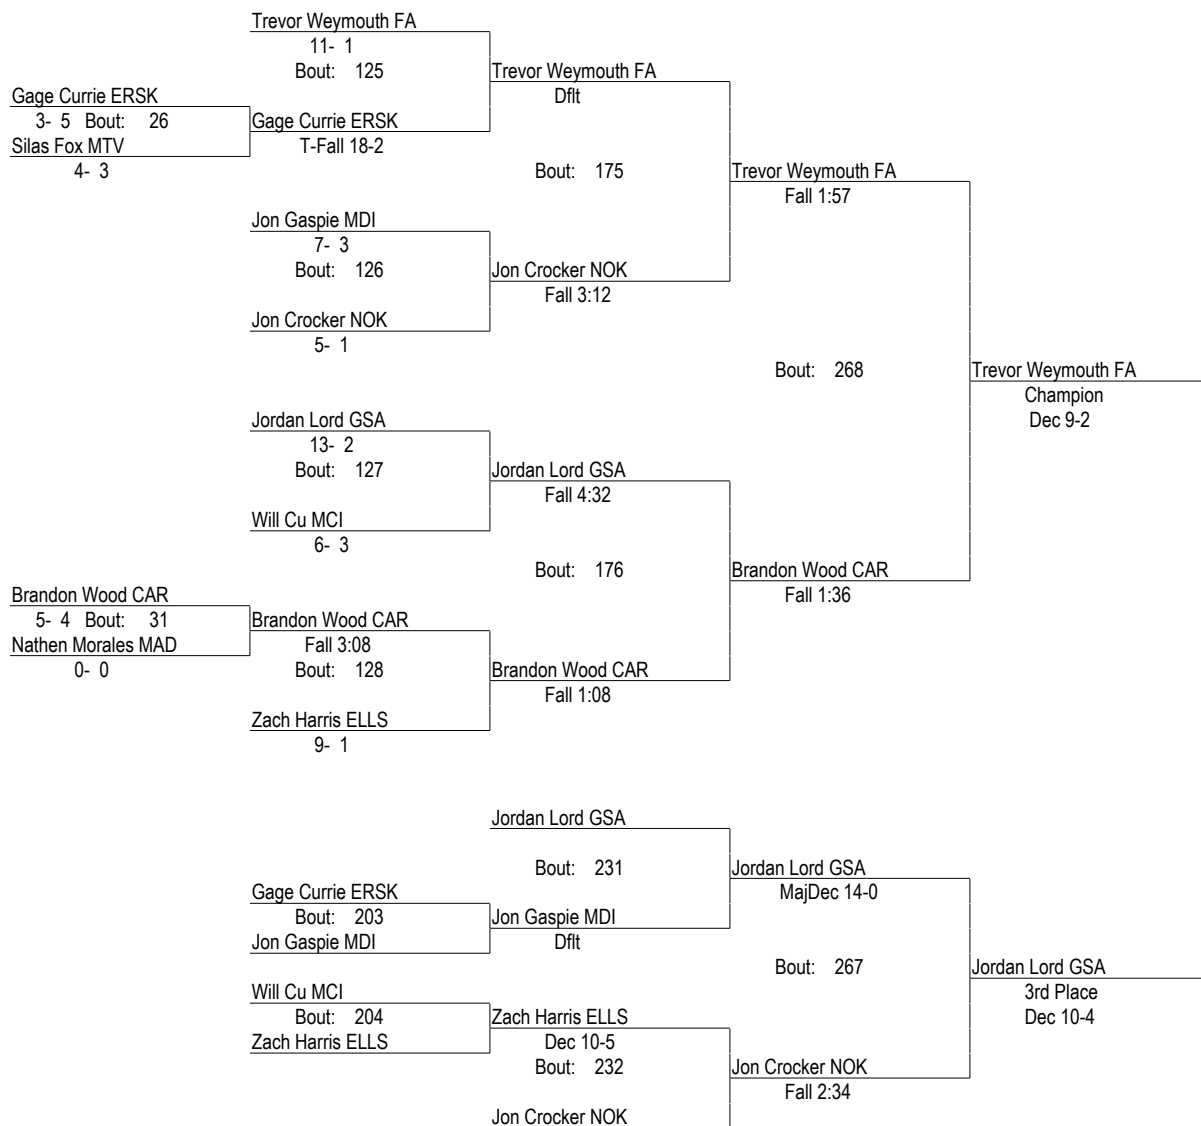 Trevor Weymouth FA
11- 1
Bout: 125
Trevor Weymouth FA
Dflt
Gage Currie ERSK
3- 5 Bout: 26
Gage Currie ERSK
Silas Fox MTV
T-Fall 18-2
4- 3
Bout: 175
Trevor Weymouth FA
Fall 1:57
Jon Gaspie MDI
7- 3
Bout: 126
Jon Crocker NOK
Fall 3:12
Jon Crocker NOK
5- 1
Bout: 268
Trevor Weymouth FA
Champion
Dec 9-2
Jordan Lord GSA
13- 2
Bout: 127
Jordan Lord GSA
Fall 4:32
Will Cu MCI
6- 3
Bout: 176
Brandon Wood CAR
Fall 1:36
Brandon Wood CAR
5- 4 Bout: 31
Brandon Wood CAR
Nathen Morales MAD
Fall 3:08
0- 0
Bout: 128
Brandon Wood CAR
Fall 1:08
Zach Harris ELLS
9- 1
Jordan Lord GSA
Bout: 231
Jordan Lord GSA
MajDec 14-0
Gage Currie ERSK
Bout: 203
Jon Gaspie MDI
Jon Gaspie MDI
Dflt
Bout: 267
Jordan Lord GSA
3rd Place
Dec 10-4
Will Cu MCI
Bout: 204
Zach Harris ELLS
Zach Harris ELLS
Dec 10-5
Bout: 232
Jon Crocker NOK
Fall 2:34
Jon Crocker NOK